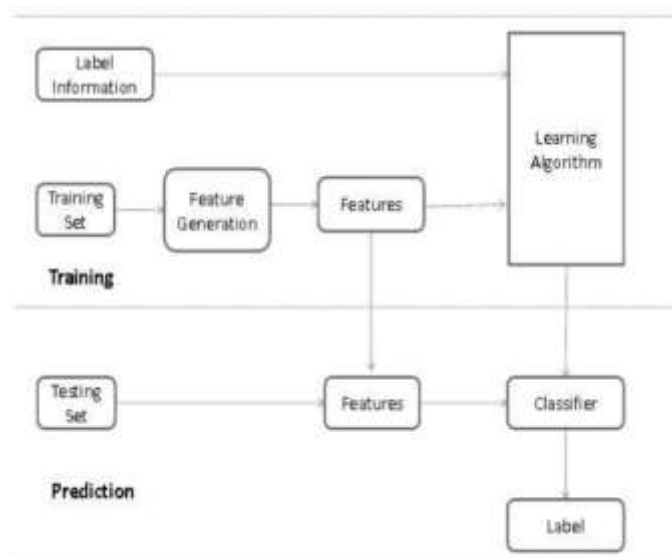 Label
Information
Learning
Algorithm
Training
Set
Feature
Generation
Features
Training
Testing
Set
Features
Classifier
Prediction
Label